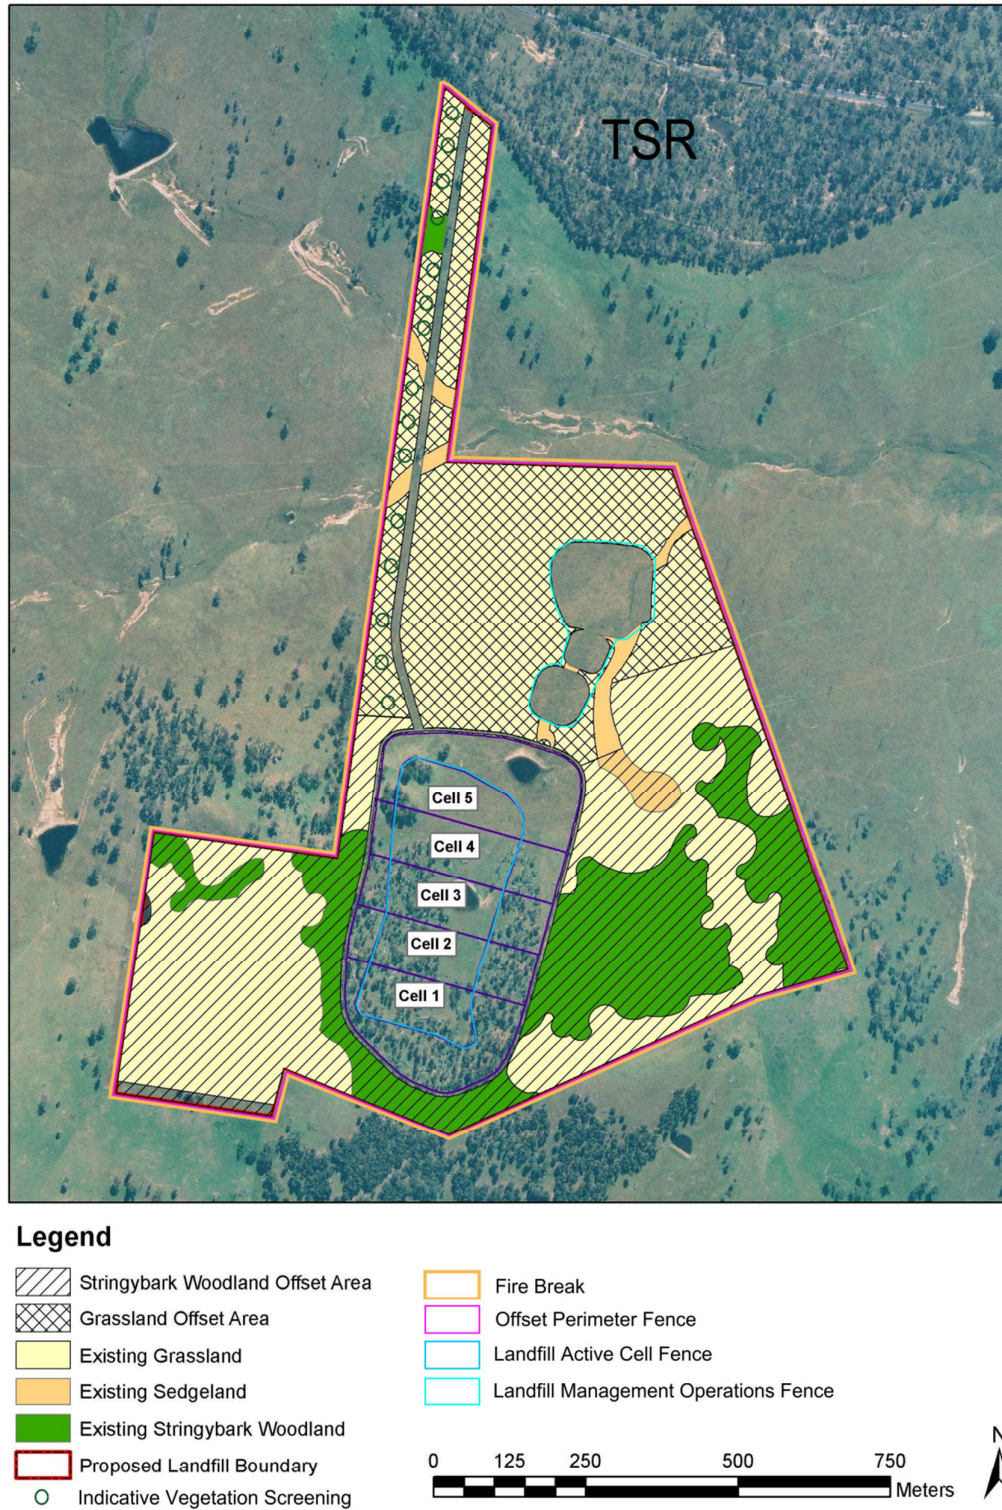 TSR
Cell 5
Cell 4
Cell 3
Cell 2
Cell 1
Legend
Stringybark Woodland Offset Area
Grassland Offset Area
Existing Grassland
Existing Sedgeland
Existing Stringybark Woodland
Proposed Landfill Boundary
Indicative Vegetation Screening
Fire Break
Offset Perimeter Fence
Landfill Active Cell Fence
Landfill Management Operations Fence
N
0 125 250 500 750
Meters